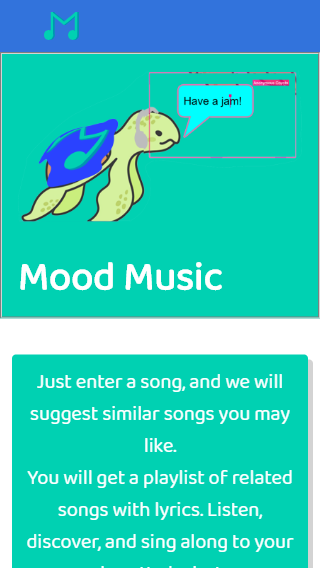 Have a jam!
Mood Music
Just enter a song, and we will
suggest similar songs you may
like.
You will get a playlist of related
songs with lyrics. Listen,
discover, and sing along to your